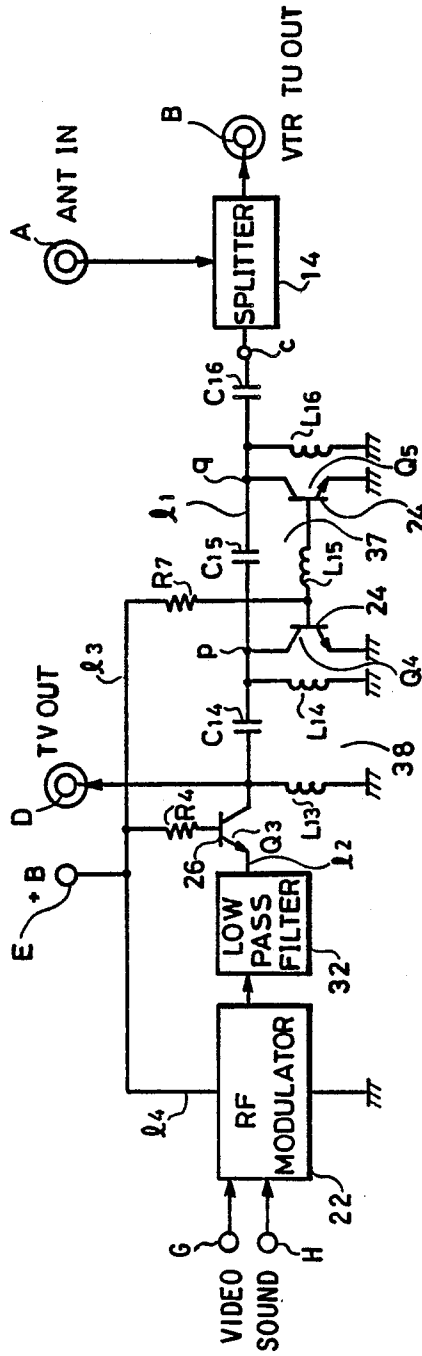 A
ANT IN
B
VTR TU OUT
SPLITTER
14
c
C16
L16
q
ℓ1
Q5
24
C15
37
L15
R7
24
P
Q4
ℓ3
L14
C14
38
TV OUT
D
R4
Q3
26
L13
ℓ2
+B
E
LOW
PASS
FILTER
32
ℓ4
RF
MODULATOR
22
G
VIDEO
H
SOUND